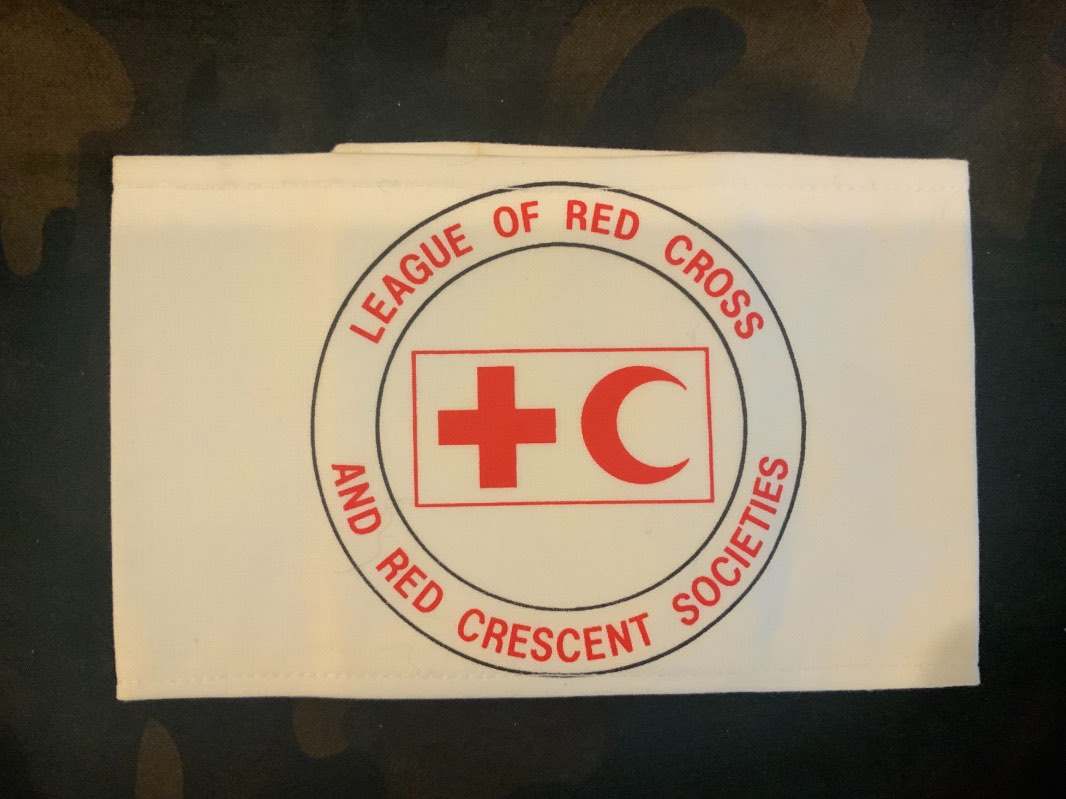 LEAGUE OF RED CROSS
AND RED CRESCENT SOCIETIES